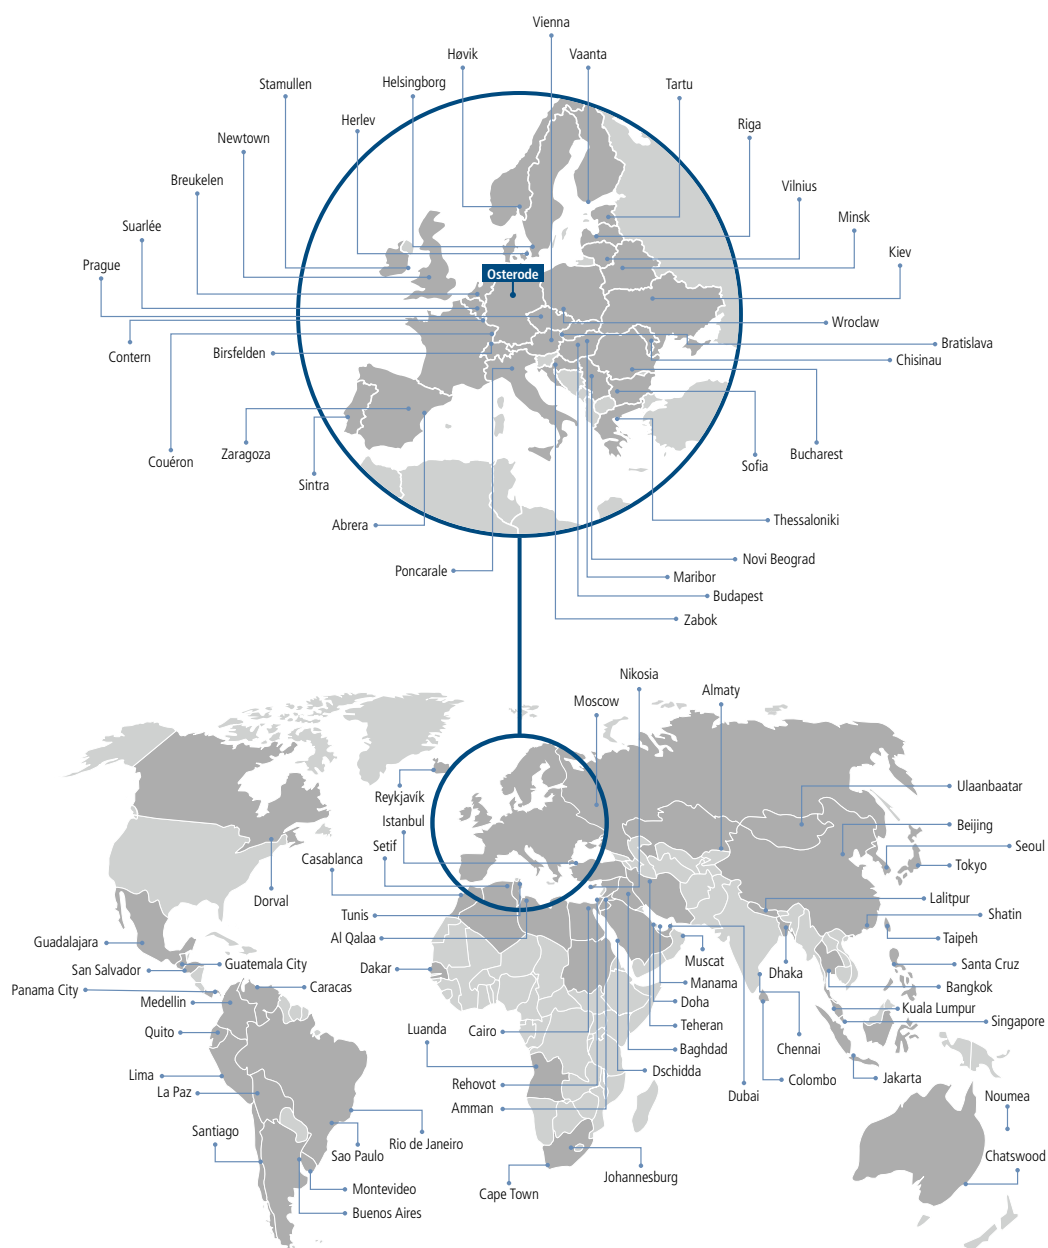 Vienna
Høvik
Vaanta
Stamullen
Helsingborg
Tartu
Herlev
Riga
Newtown
Breukelen
Vilnius
Suarlée
Minsk
Prague
Kiev
Osterode
Wroclaw
Contern
Birsfelden
Bratislava
Chisinau
Couéron
Zaragoza
Sofia
Bucharest
Sintra
Abrera
Thessaloniki
Poncarale
Novi Beograd
Maribor
Budapest
Zabok
Nikosia
Moscow
Almaty
Reykjavík
Ulaanbaatar
Istanbul
Beijing
Setif
Seoul
Casablanca
Tokyo
Dorval
Lalitpur
Tunis
Shatin
Al Qalaa
Taipeh
Guadalajara
Muscat
Guatemala City
Santa Cruz
San Salvador
Dakar
Dhaka
Panama City
Caracas
Manama
Bangkok
Medellin
Doha
Kuala Lumpur
Quito
Luanda
Cairo
Teheran
Singapore
Baghdad
Chennai
Lima
Dschidda
Jakarta
La Paz
Rehovot
Colombo
Dubai
Noumea
Amman
Santiago
Rio de Janeiro
Sao Paulo
Chatswood
Johannesburg
Montevideo
Cape Town
Buenos Aires